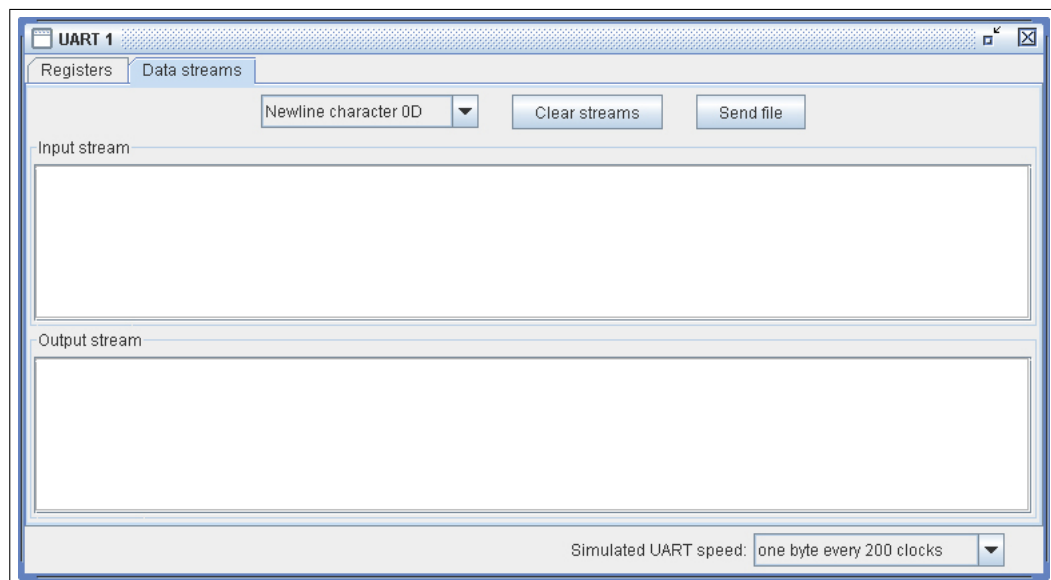 UART 1
Registers Data streams
Newline character 0D Clear streams Send file
Input stream
Output stream
Simulated UART speed: one byte every 200 clocks